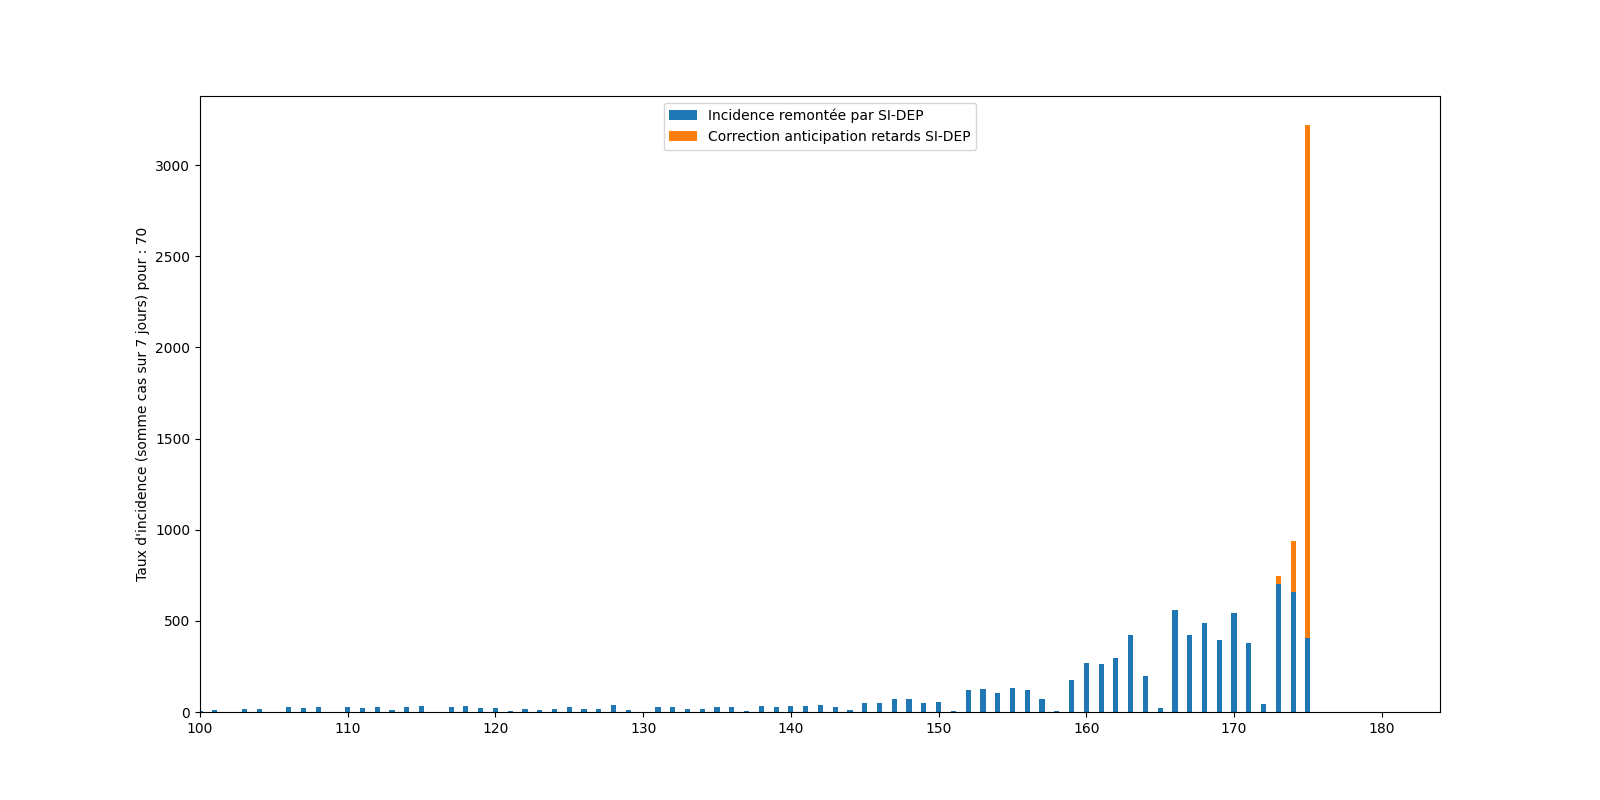 Incidence remontée par SI-DEP
Correction anticipation retards SI-DEP
Taux d'incidence (somme cas sur 7 jours) pour : 70
3000
2500
2000
1500
1000
500
0
100 110 120 130 140 150 160 170 180